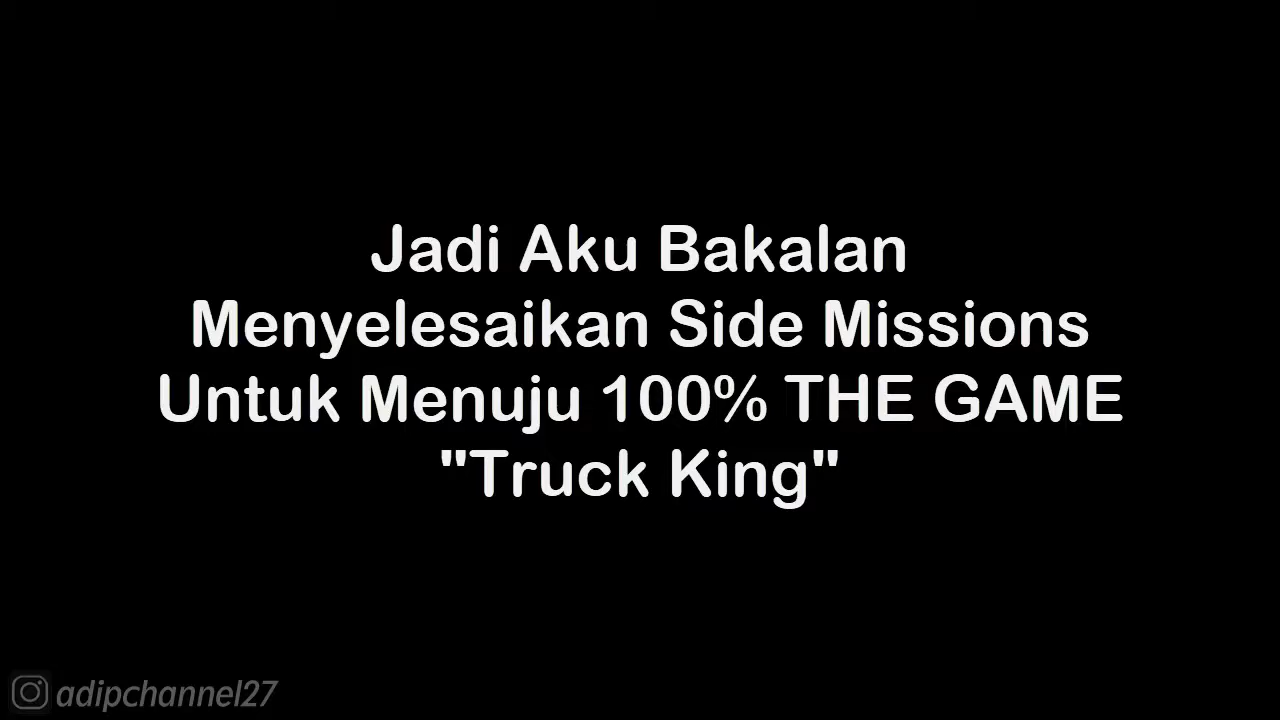 Jadi Aku Bakalan
Menyelesaikan Side Missions
Untuk Menuju 100% THE GAME
"Truck King"
adipchannel27